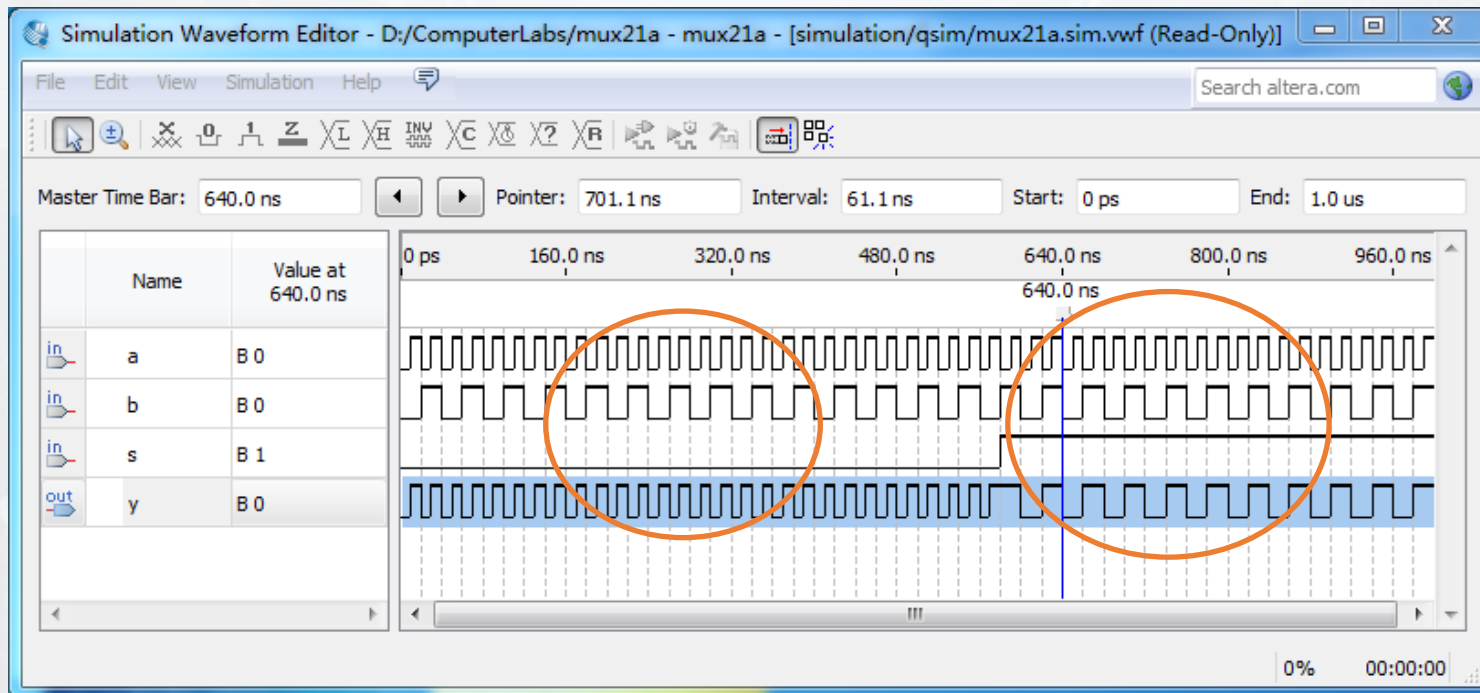 Simulation Waveform Editor - D:/ComputerLabs/mux21a - mux21a - [simulation/qsim/mux21a.sim.vwf (Read-Only)]
File Edit View Simulation Help Search altera.com
Master Time Bar: 640.0 ns Pointer: 701.1 ns Interval: 61.1 ns Start: 0 ps End: 1.0 us
Name Value at 640.0 ns 0 ps 160.0 ns 320.0 ns 480.0 ns 640.0 ns 800.0 ns 960.0 ns
640.0 ns
in a B 0
in b B 0
in s B 1
out y B 0
0% 00:00:00